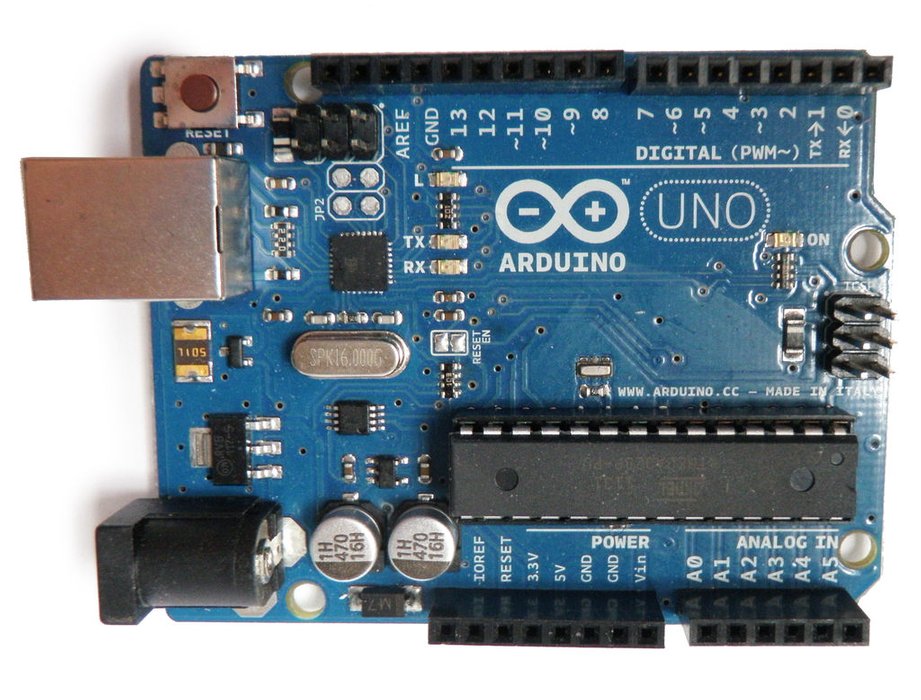 RESET
AREF
GND
13
12
~11
~10
~9
8
7
~6
~5
4
~3
2
TX→1
RX←0
DIGITAL (PWM~)
JP2
L
TX
RX
™
UNO
ARDUINO
ON
ICSP
RESET
EN
SPK16.000G
WWW.ARDUINO.CC – MADE IN ITALY
1H
470
16H
1H
470
16H
POWER
ANALOG IN
IOREF
RESET
3.3V
5V
GND
GND
Vin
A0
A1
A2
A3
A4
A5
M7